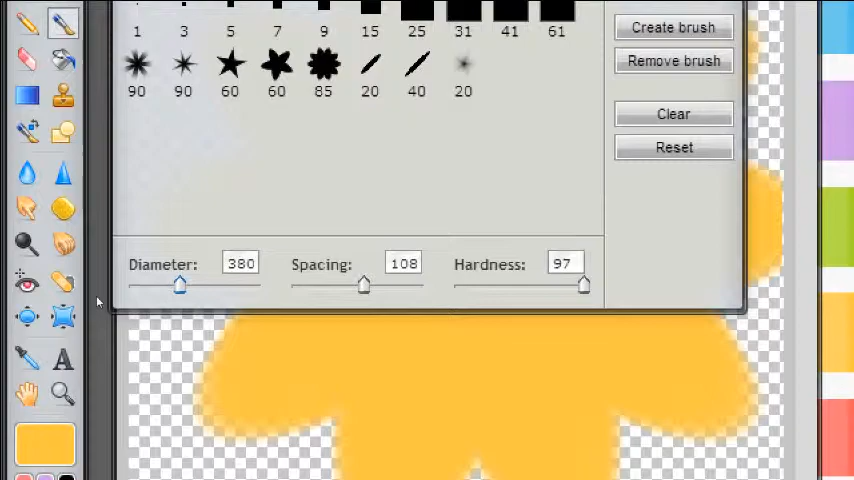 1 3 5 7 9 15 25 31 41 61
90 90 60 60 85 20 40 20
Create brush
Remove brush
Clear
Reset
Diameter: 380 Spacing: 108 Hardness: 97
A